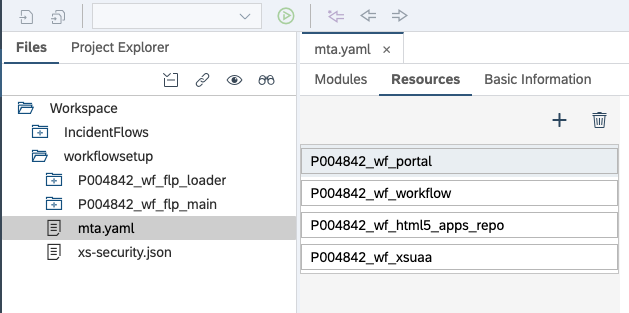 Files
Project Explorer
Workspace
IncidentFlows
workflowsetup
P004842_wf_flp_loader
P004842_wf_flp_main
mta.yaml
xs-security.json
mta.yaml ×
Modules
Resources
Basic Information
P004842_wf_portal
P004842_wf_workflow
P004842_wf_html5_apps_repo
P004842_wf_xsuaa